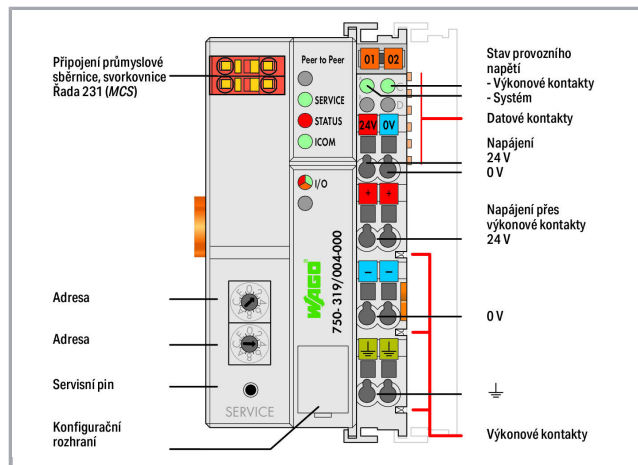 Připojení průmyslové
sběrnice, svorkovnice
Řada 231 (MCS)
Adresa
Adresa
Servisní pin
Konfigurační
rozhraní
Peer to Peer
SERVICE
STATUS
ICOM
I/O
WAGO
750-319/004-000
SERVICE
01 02
24V 0V
+ +
− −
Stav provozního
napětí
- Výkonové kontakty
- Systém
Datové kontakty
Napájení
24 V
0 V
Napájení přes
výkonové kontakty
24 V
0 V
Výkonové kontakty